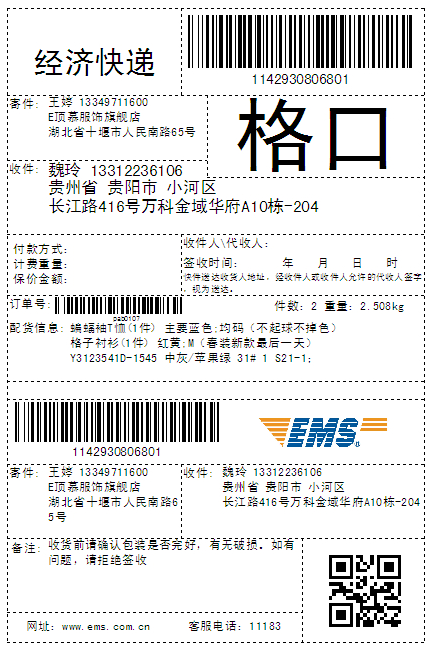 经济快递
1142930806801
寄件: 王婷 13349711600
E顶慕服饰旗舰店
湖北省十堰市人民南路65号
格口
收件: 魏玲 13312236106
贵州省 贵阳市 小河区
长江路416号万科金域华府A10栋-204
付款方式:
计费重量:
保价金额:
收件人\代收人:
签收时间: 年 月 日 时
快件送达收货人地址，经收件人或收件人允许的代收人签字
，视为送达。
订单号:
pab0107
件数: 2 重量: 2.508kg
配货信息: 蝙蝠袖T恤(1件) 主要蓝色;均码（不起球不掉色）
格子衬衫(1件) 红黄;M（春装新款最后一天）
Y3123541D-1545 中灰/苹果绿 31# 1 S21-1;
1142930806801
EMS®
寄件: 王婷 13349711600
E顶慕服饰旗舰店
湖北省十堰市人民南路6
5号
收件: 魏玲 13312236106
贵州省 贵阳市 小河区
长江路416号万科金域华府A10栋-204
备注: 收货前请确认包装是否完好，有无破损。如有
问题，请拒绝签收
网址: www.ems.com.cn 客服电话: 11183